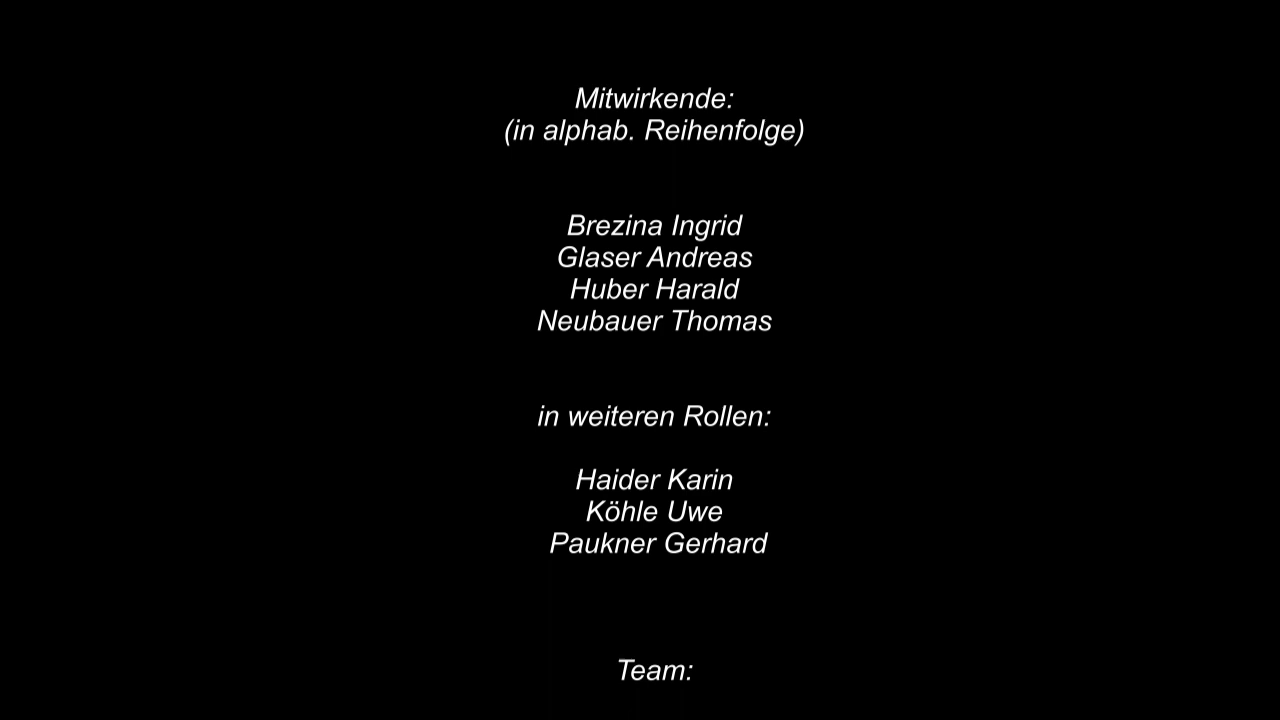 Mitwirkende:
(in alphab. Reihenfolge)
Brezina Ingrid
Glaser Andreas
Huber Harald
Neubauer Thomas
in weiteren Rollen:
Haider Karin
Köhle Uwe
Paukner Gerhard
Team: